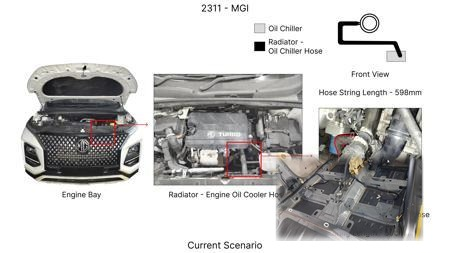 2311 - MGI
Oil Chiller
Radiator -
Oil Chiller Hose
Front View
Hose String Length - 598mm
TURBO
Engine Bay
Radiator - Engine Oil Cooler Ho
se
Current Scenario